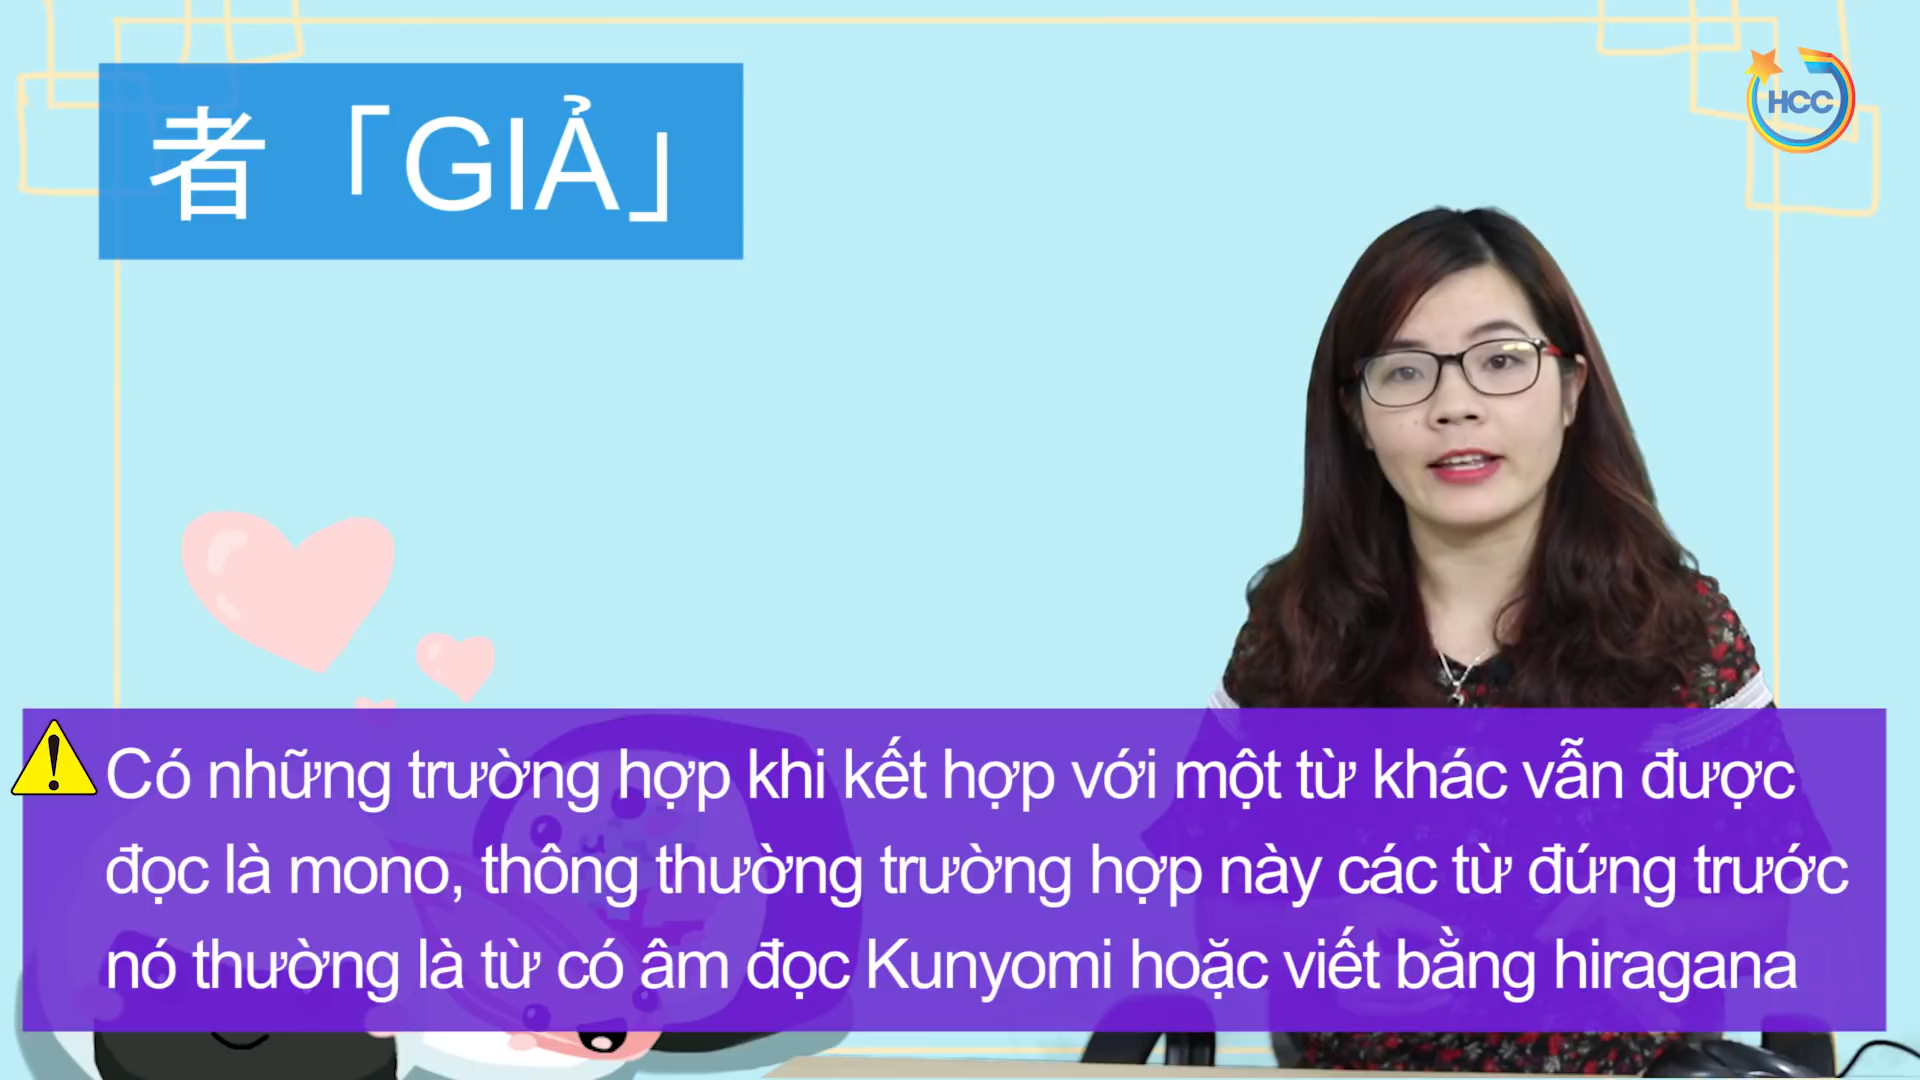 者「GIẢ」
HCC
Có những trường hợp khi kết hợp với một từ khác vẫn được
đọc là mono, thông thường trường hợp này các từ đứng trước
nó thường là từ có âm đọc Kunyomi hoặc viết bằng hiragana